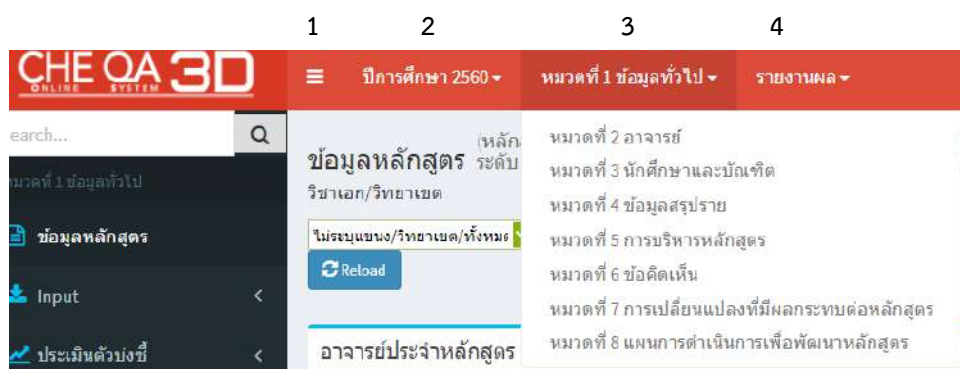 1 2 3 4
CHE QA 3D
ONLINE SYSTEM
ปีการศึกษา 2560 หมวดที่ 1 ข้อมูลทั่วไป รายงานผล
earch...
หมวดที่ 1 ข้อมูลทั่วไป
ข้อมูลหลักสูตร
Input
ประเมินตัวบ่งชี้
ข้อมูลหลักสูตร (หลัก
ระดับ
วิชาเอก/วิทยาเขต
ไม่ระบุแขนง/วิทยาเขต/ทั้งหมด
Reload
อาจารย์ประจำหลักสูตร
หมวดที่ 2 อาจารย์
หมวดที่ 3 นักศึกษาและบัณฑิต
หมวดที่ 4 ข้อมูลสรุปราย
หมวดที่ 5 การบริหารหลักสูตร
หมวดที่ 6 ข้อคิดเห็น
หมวดที่ 7 การเปลี่ยนแปลงที่มีผลกระทบต่อหลักสูตร
หมวดที่ 8 แผนการดำเนินการเพื่อพัฒนาหลักสูตร